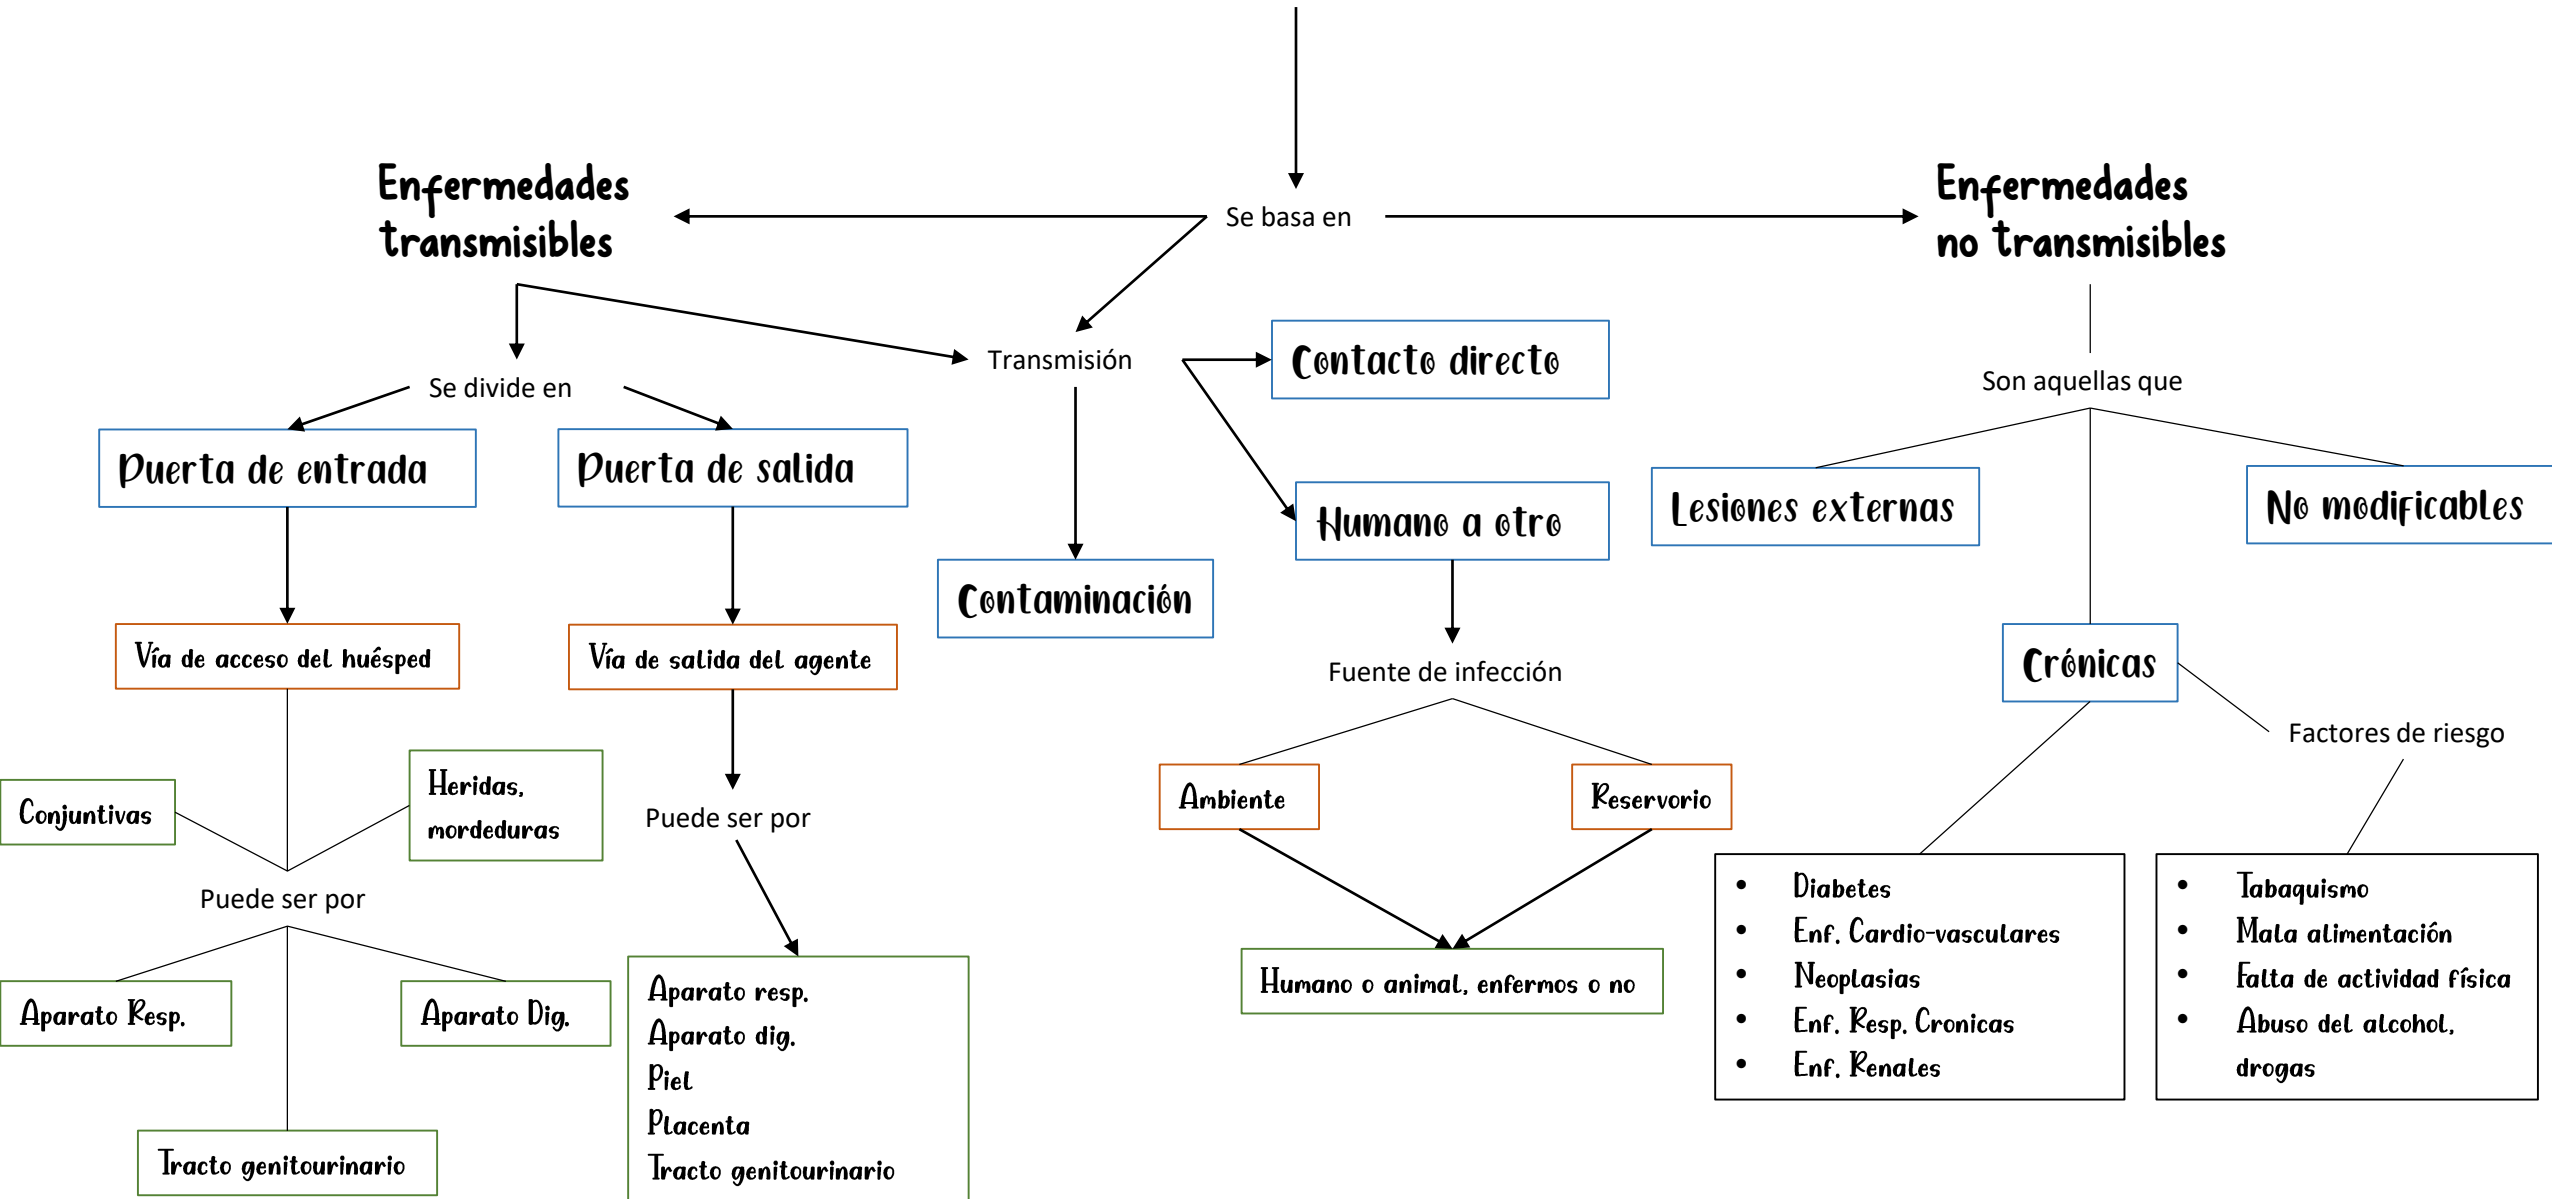 Enfermedades
transmisibles
Se basa en
Enfermedades
no transmisibles
Se divide en
Transmisión
Contacto directo
Son aquellas que
Puerta de entrada
Puerta de salida
Humano a otro
Lesiones externas
No modificables
Contaminación
Vía de acceso del huésped
Vía de salida del agente
Fuente de infección
Crónicas
Factores de riesgo
Conjuntivas
Heridas,
mordeduras
Puede ser por
Ambiente
Reservorio
Puede ser por
Aparato Resp.
Aparato Dig.
Tracto genitourinario
Aparato resp.
Aparato dig.
Piel
Placenta
Tracto genitourinario
Humano o animal, enfermos o no
• Diabetes
• Enf. Cardio-vasculares
• Neoplasias
• Enf. Resp. Cronicas
• Enf. Renales
• Tabaquismo
• Mala alimentación
• Falta de actividad física
• Abuso del alcohol,
drogas